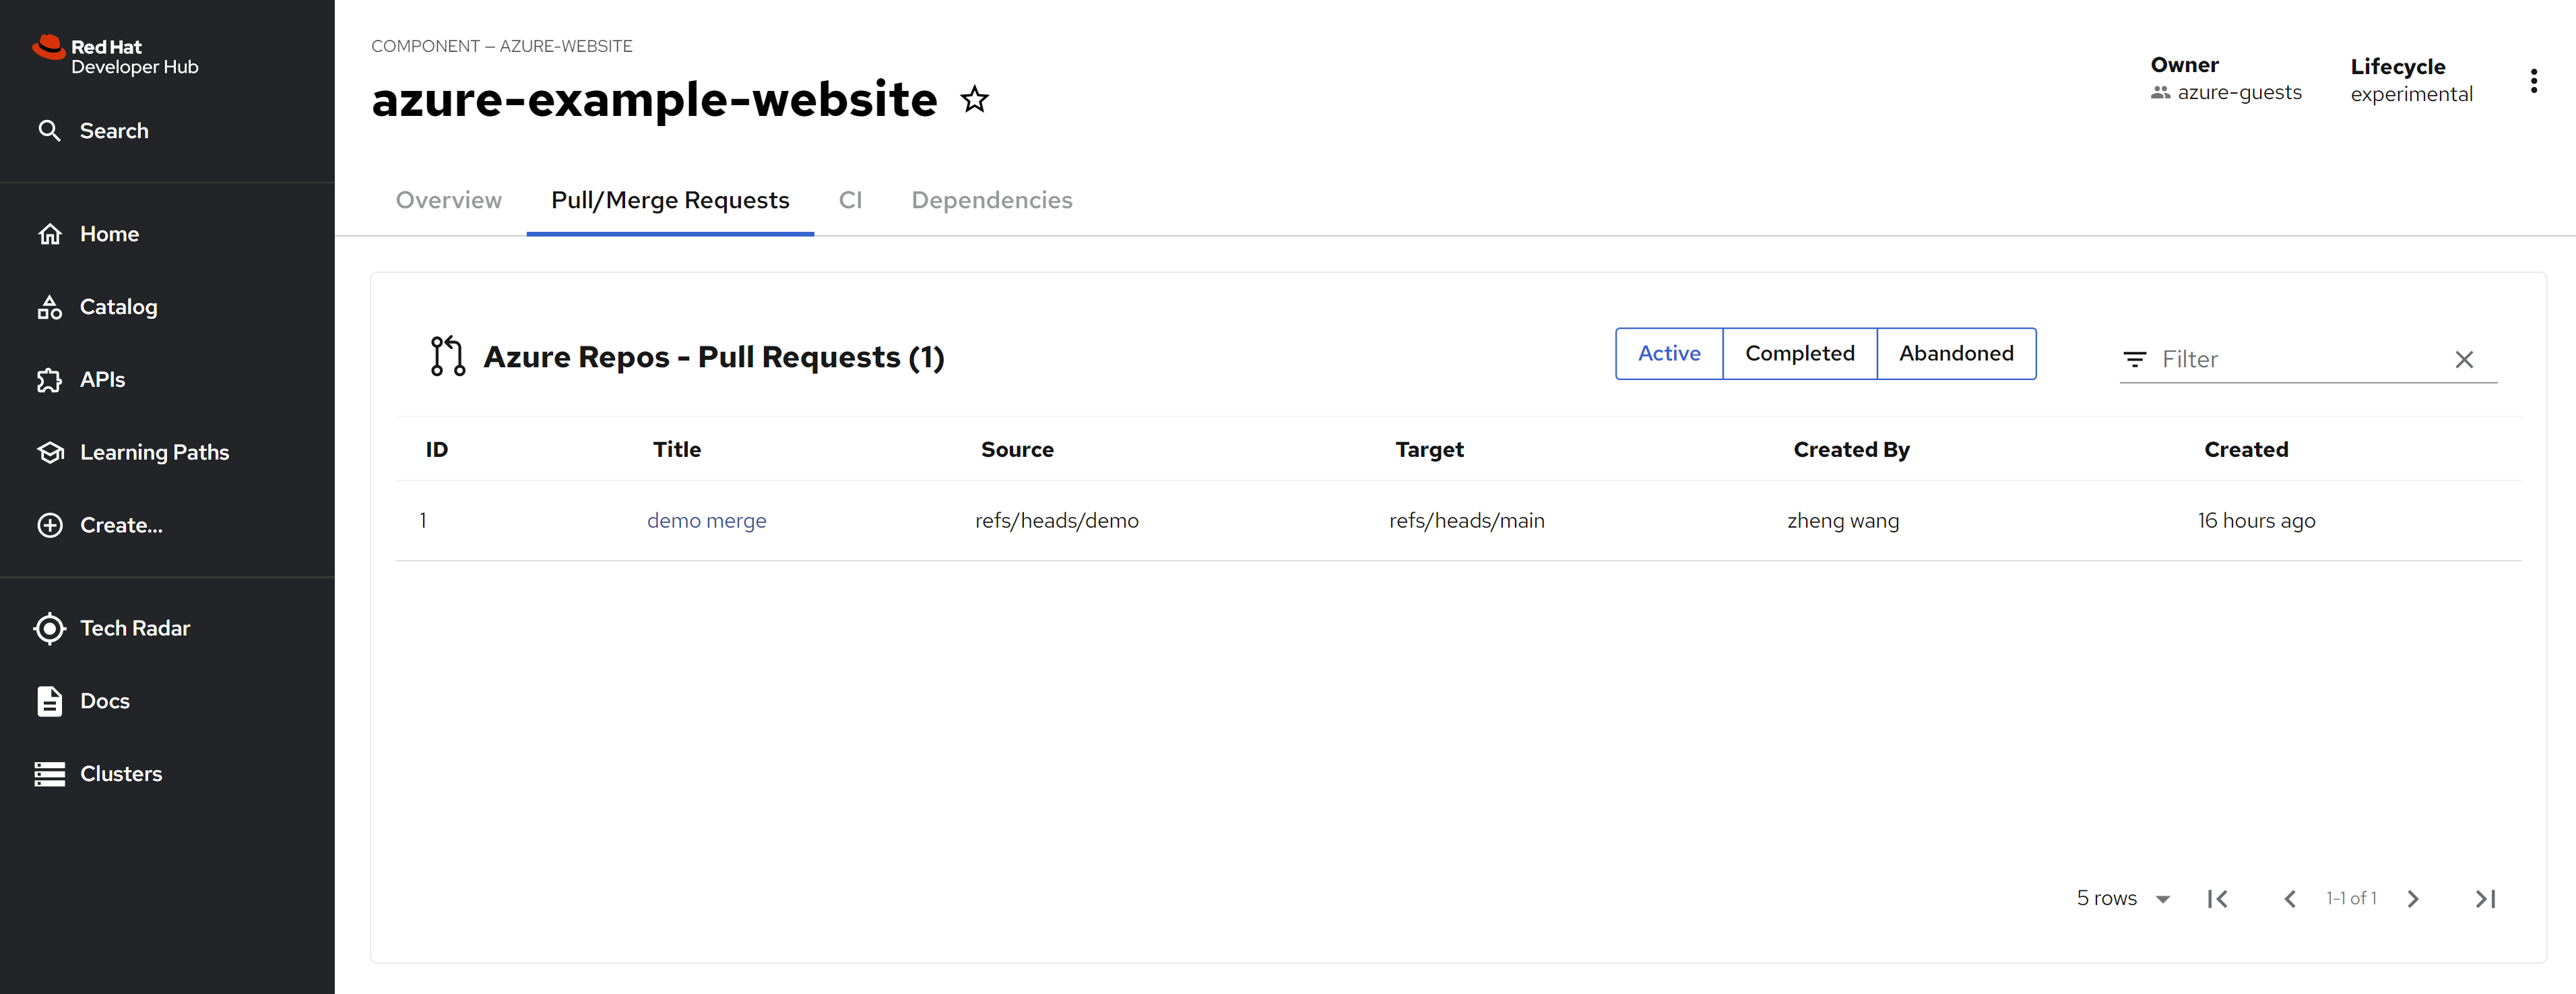 Red Hat
Developer Hub
Search
Home
Catalog
APIs
Learning Paths
Create...
Tech Radar
Docs
Clusters
COMPONENT — AZURE-WEBSITE
azure-example-website
Owner
azure-guests
Lifecycle
experimental
Overview Pull/Merge Requests CI Dependencies
Azure Repos - Pull Requests (1)
Active Completed Abandoned
Filter
ID Title Source Target Created By Created
1 demo merge refs/heads/demo refs/heads/main zheng wang 16 hours ago
5 rows 1-1 of 1